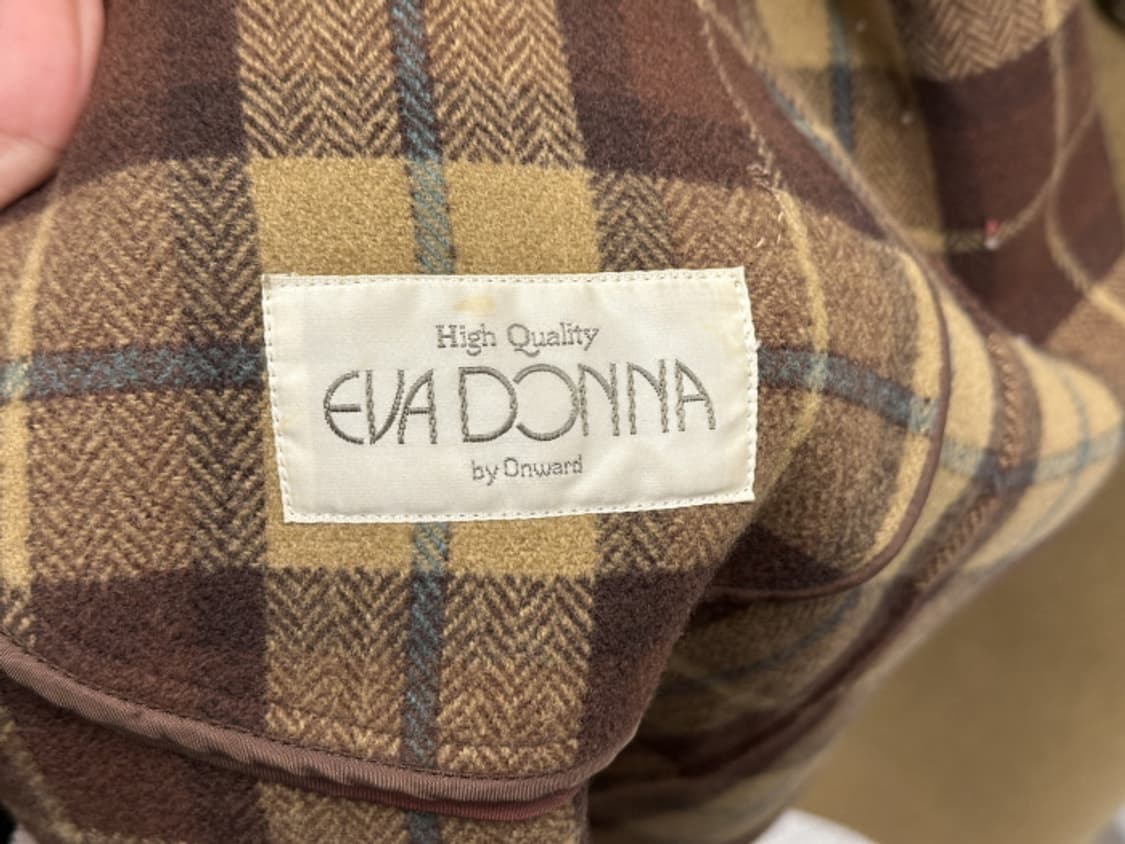 High Quality
EVA DONNA
by Onward